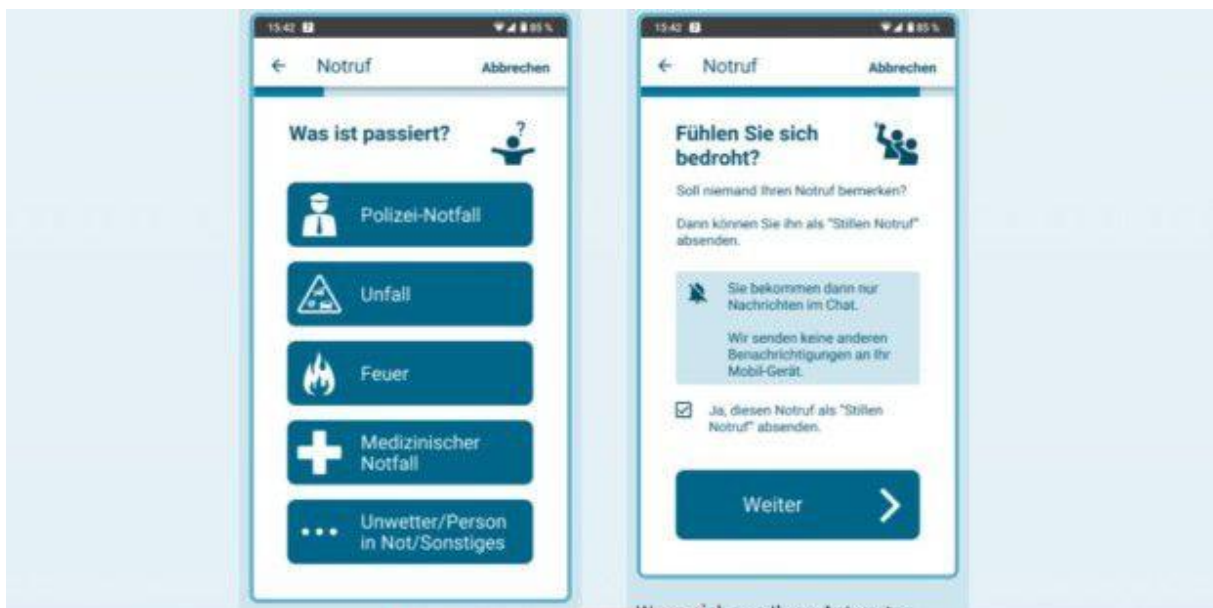 15:42
85 %
Notruf
Abbrechen
Was ist passiert?
?
Polizei-Notfall
Unfall
Feuer
Medizinischer
Notfall
Unwetter/Person
in Not/Sonstiges
15:42
85 %
Notruf
Abbrechen
Fühlen Sie sich
bedroht?
Soll niemand Ihren Notruf bemerken?
Dann können Sie ihn als "Stillen Notruf"
absenden.
Sie bekommen dann nur
Nachrichten im Chat.
Wir senden keine anderen
Benachrichtigungen an Ihr
Mobil-Gerät.
Ja, diesen Notruf als "Stillen
Notruf" absenden.
Weiter